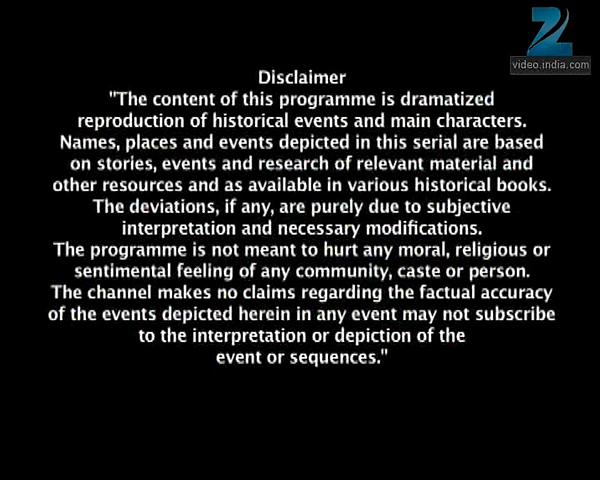 video.india.com
Disclaimer
"The content of this programme is dramatized
reproduction of historical events and main characters.
Names, places and events depicted in this serial are based
on stories, events and research of relevant material and
other resources and as available in various historical books.
The deviations, if any, are purely due to subjective
interpretation and necessary modifications.
The programme is not meant to hurt any moral, religious or
sentimental feeling of any community, caste or person.
The channel makes no claims regarding the factual accuracy
of the events depicted herein in any event may not subscribe
to the interpretation or depiction of the
event or sequences."